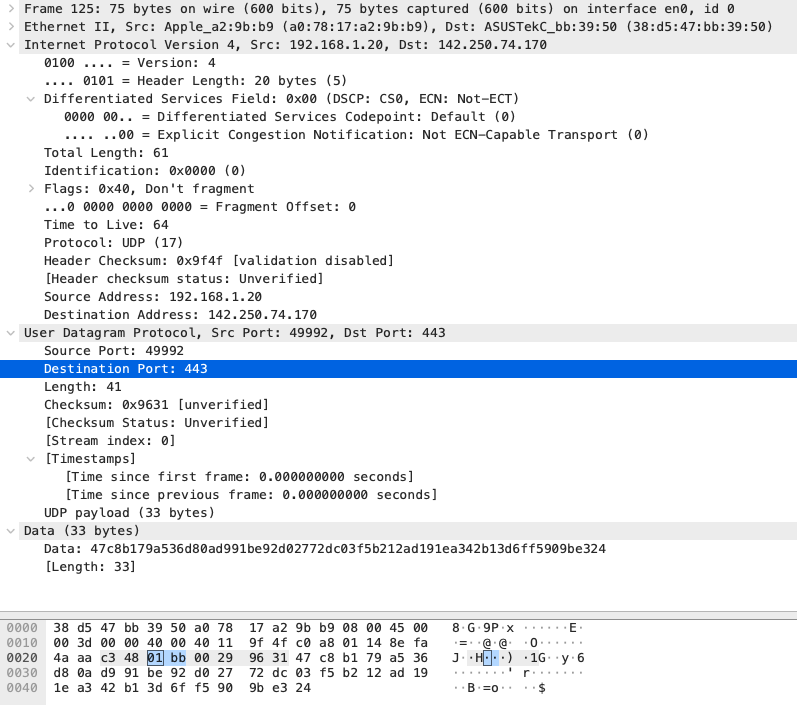 Frame 125: 75 bytes on wire (600 bits), 75 bytes captured (600 bits) on interface en0, id 0
Ethernet II, Src: Apple_a2:9b:b9 (a0:78:17:a2:9b:b9), Dst: ASUSTekC_bb:39:50 (38:d5:47:bb:39:50)
Internet Protocol Version 4, Src: 192.168.1.20, Dst: 142.250.74.170
0100 .... = Version: 4
.... 0101 = Header Length: 20 bytes (5)
Differentiated Services Field: 0x00 (DSCP: CS0, ECN: Not-ECT)
0000 00.. = Differentiated Services Codepoint: Default (0)
.... ..00 = Explicit Congestion Notification: Not ECN-Capable Transport (0)
Total Length: 61
Identification: 0x0000 (0)
Flags: 0x40, Don't fragment
...0 0000 0000 0000 = Fragment Offset: 0
Time to Live: 64
Protocol: UDP (17)
Header Checksum: 0x9f4f [validation disabled]
[Header checksum status: Unverified]
Source Address: 192.168.1.20
Destination Address: 142.250.74.170
User Datagram Protocol, Src Port: 49992, Dst Port: 443
Source Port: 49992
Destination Port: 443
Length: 41
Checksum: 0x9631 [unverified]
[Checksum Status: Unverified]
[Stream index: 0]
[Timestamps]
[Time since first frame: 0.000000000 seconds]
[Time since previous frame: 0.000000000 seconds]
UDP payload (33 bytes)
Data (33 bytes)
Data: 47c8b179a536d80ad991be92d02772dc03f5b212ad191ea342b13d6ff5909be324
[Length: 33]
0000 38 d5 47 bb 39 50 a0 78 17 a2 9b b9 08 00 45 00 8·G·9P·x ······E·
0010 00 3d 00 00 40 00 40 11 9f 4f c0 a8 01 14 8e fa ·=··@·@· ·O······
0020 4a aa c3 48 01 bb 00 29 96 31 47 c8 b1 79 a5 36 J··H···) ·1G··y·6
0030 d8 0a d9 91 be 92 d0 27 72 dc 03 f5 b2 12 ad 19 ·······' r·······
0040 1e a3 42 b1 3d 6f f5 90 9b e3 24 ··B·=o·· ··$